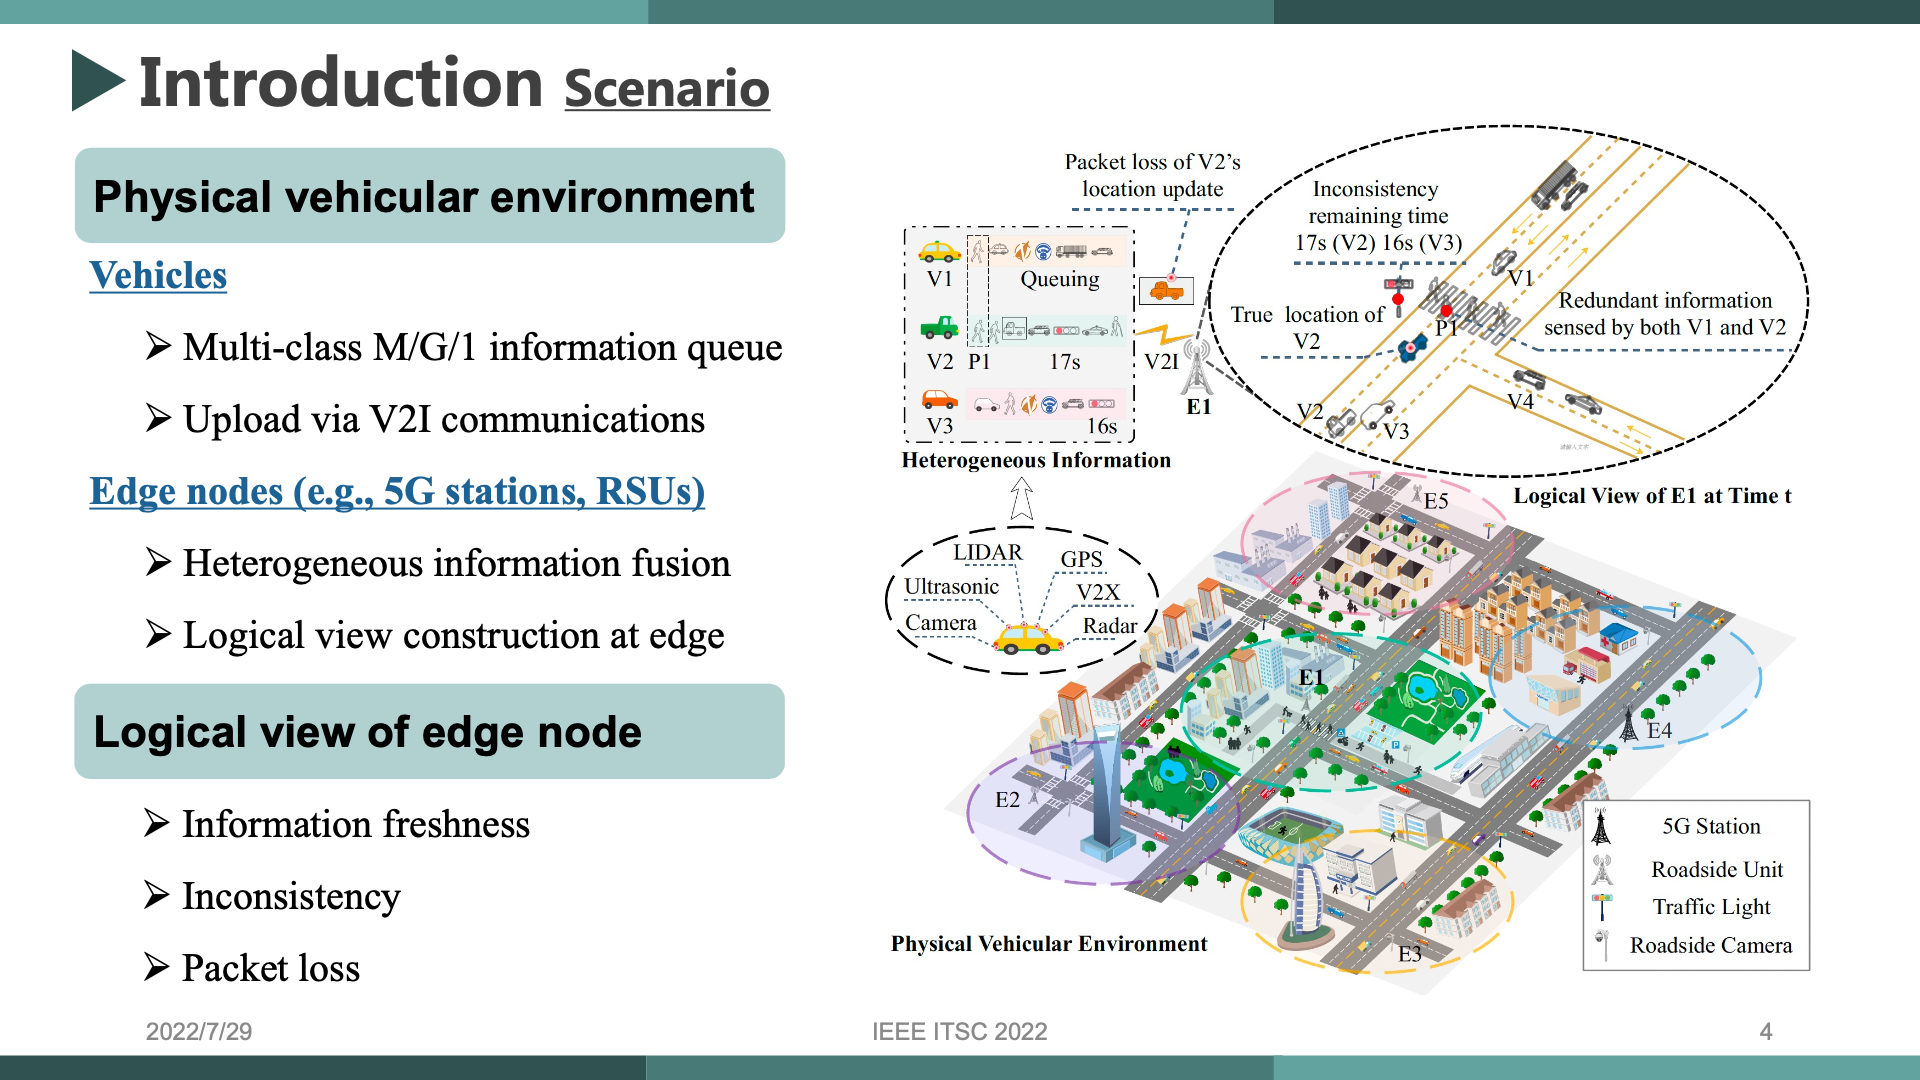 Introduction Scenario
Physical vehicular environment
Vehicles
Multi-class M/G/1 information queue
Upload via V2I communications
Edge nodes (e.g., 5G stations, RSUs)
Heterogeneous information fusion
Logical view construction at edge
Logical view of edge node
Information freshness
Inconsistency
Packet loss
Packet loss of V2’s
location update
V1
Queuing
V2 P1 17s
V3
16s
V2I
E1
Heterogeneous Information
Inconsistency
remaining time
17s (V2) 16s (V3)
True location of
V2
V1
P1
Redundant information
sensed by both V1 and V2
V4
V2
V3
请输入文本
Logical View of E1 at Time t
LIDAR
GPS
Ultrasonic
V2X
Camera
Radar
E5
E1
E4
E2
E3
P
Physical Vehicular Environment
5G Station
Roadside Unit
Traffic Light
Roadside Camera
2022/7/29
IEEE ITSC 2022
4